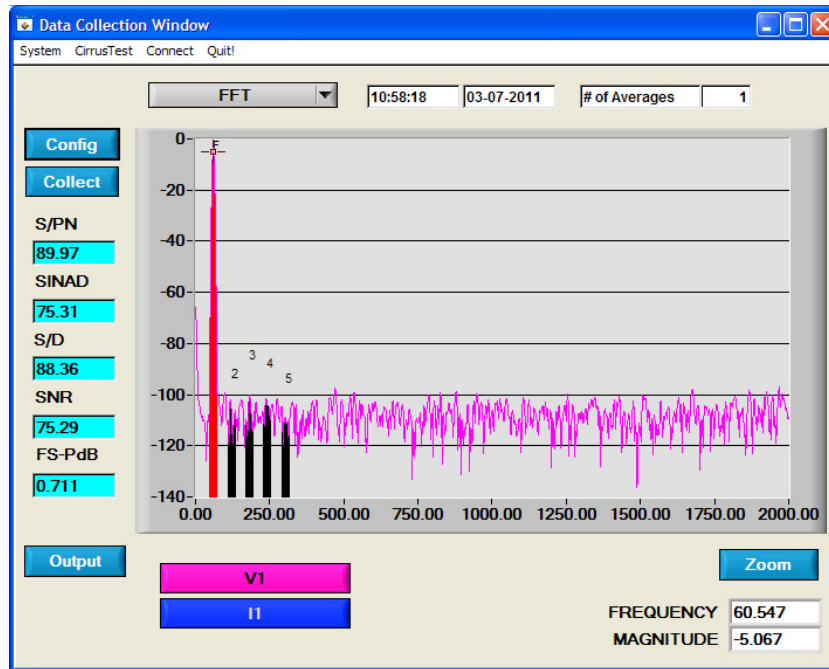 Data Collection Window
System CirrusTest Connect Quit!
FFT 10:58:18 03-07-2011 # of Averages 1
Config
Collect
S/PN
89.97
SINAD
75.31
S/D
88.36
SNR
75.29
FS-PdB
0.711
Output
0
-20
-40
-60
-80
-100
-120
-140
F
2 3 4 5
0.00 250.00 500.00 750.00 1000.00 1250.00 1500.00 1750.00 2000.00
V1
I1
Zoom
FREQUENCY 60.547
MAGNITUDE -5.067